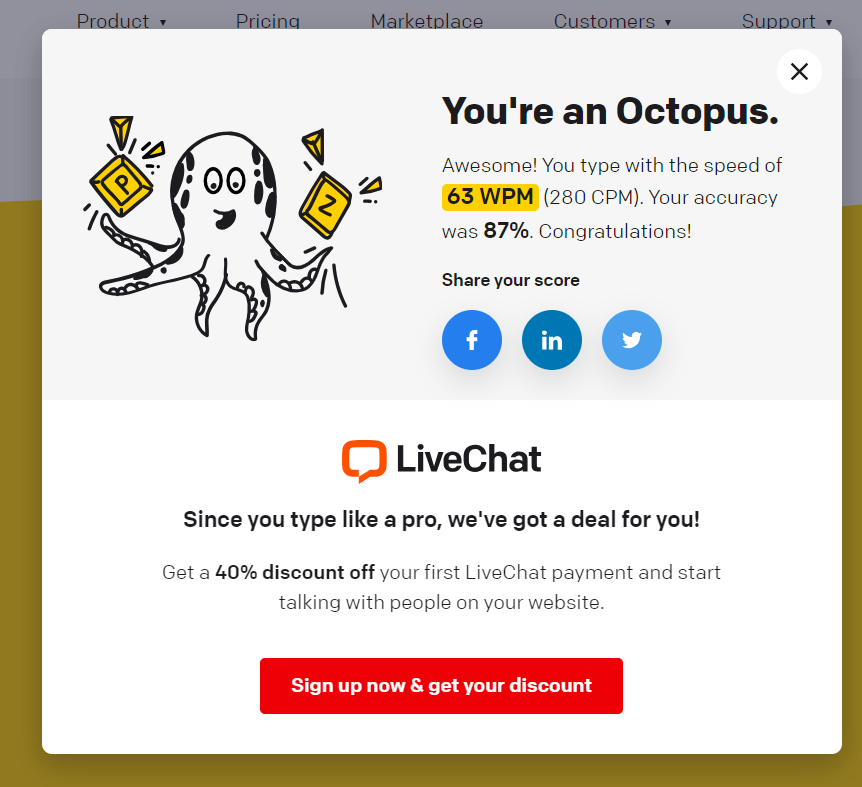 Product ▾ Pricing Marketplace Customers ▾ Support ▾
You're an Octopus.
Awesome! You type with the speed of
63 WPM (280 CPM). Your accuracy
was 87%. Congratulations!
P
Z
Share your score
f in
LiveChat
Since you type like a pro, we've got a deal for you!
Get a 40% discount off your first LiveChat payment and start
talking with people on your website.
Sign up now & get your discount